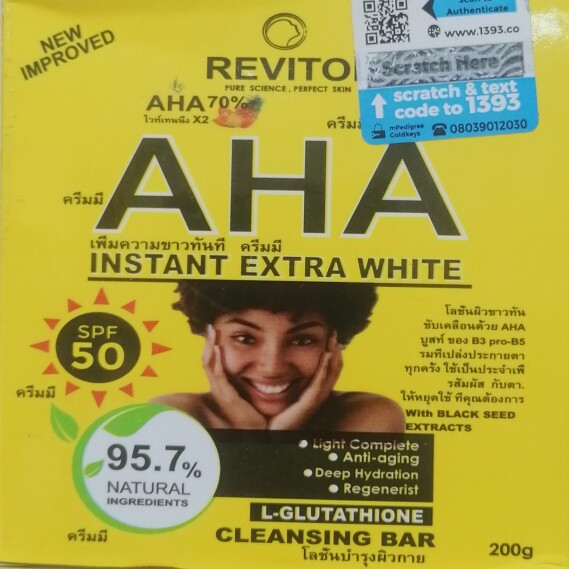 NEW
IMPROVED
REVITOL
PURE SCIENCE, PERFECT SKIN
scan to
Authenticate
www.1393.co
Scratch Here
scratch & text
code to 1393
mPedigree
Goldkeys
08039012030
AHA 70%
ไวท์เทนนิ่ง X2
ครีมมี
AHA
ครีมมี
เพิ่มความขาวทันที ครีมมี
INSTANT EXTRA WHITE
SPF
50
ครีมมี
โลชั่นผิวขาวทัน
ขับเคลื่อนด้วย AHA
บูสท์ ของ B3 pro-B5
รมที่เปล่งประกายตา
ทุกครั้ง ใช้เป็นประจำเพื่
รสัมผัส กับตา.
ให้หยุดใช้ ที่คุณต้องการ
With BLACK SEED
EXTRACTS
95.7%
NATURAL
INGREDIENTS
Light Complete
Anti-aging
Deep Hydration
Regenerist
L-GLUTATHIONE
CLEANSING BAR
ครีมมี
โลชั่นบำรุงผิวกาย
200g